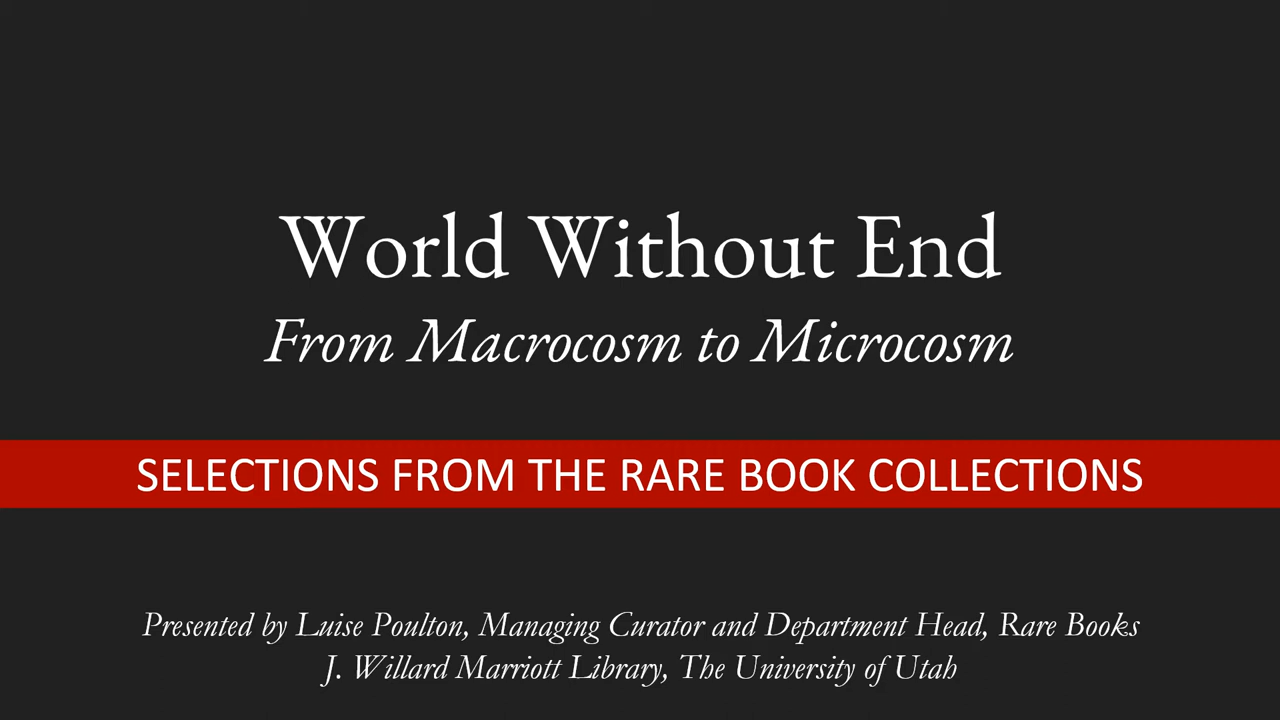 World Without End
From Macrocosm to Microcosm
SELECTIONS FROM THE RARE BOOK COLLECTIONS
Presented by Luise Poulton, Managing Curator and Department Head, Rare Books
J. Willard Marriott Library, The University of Utah